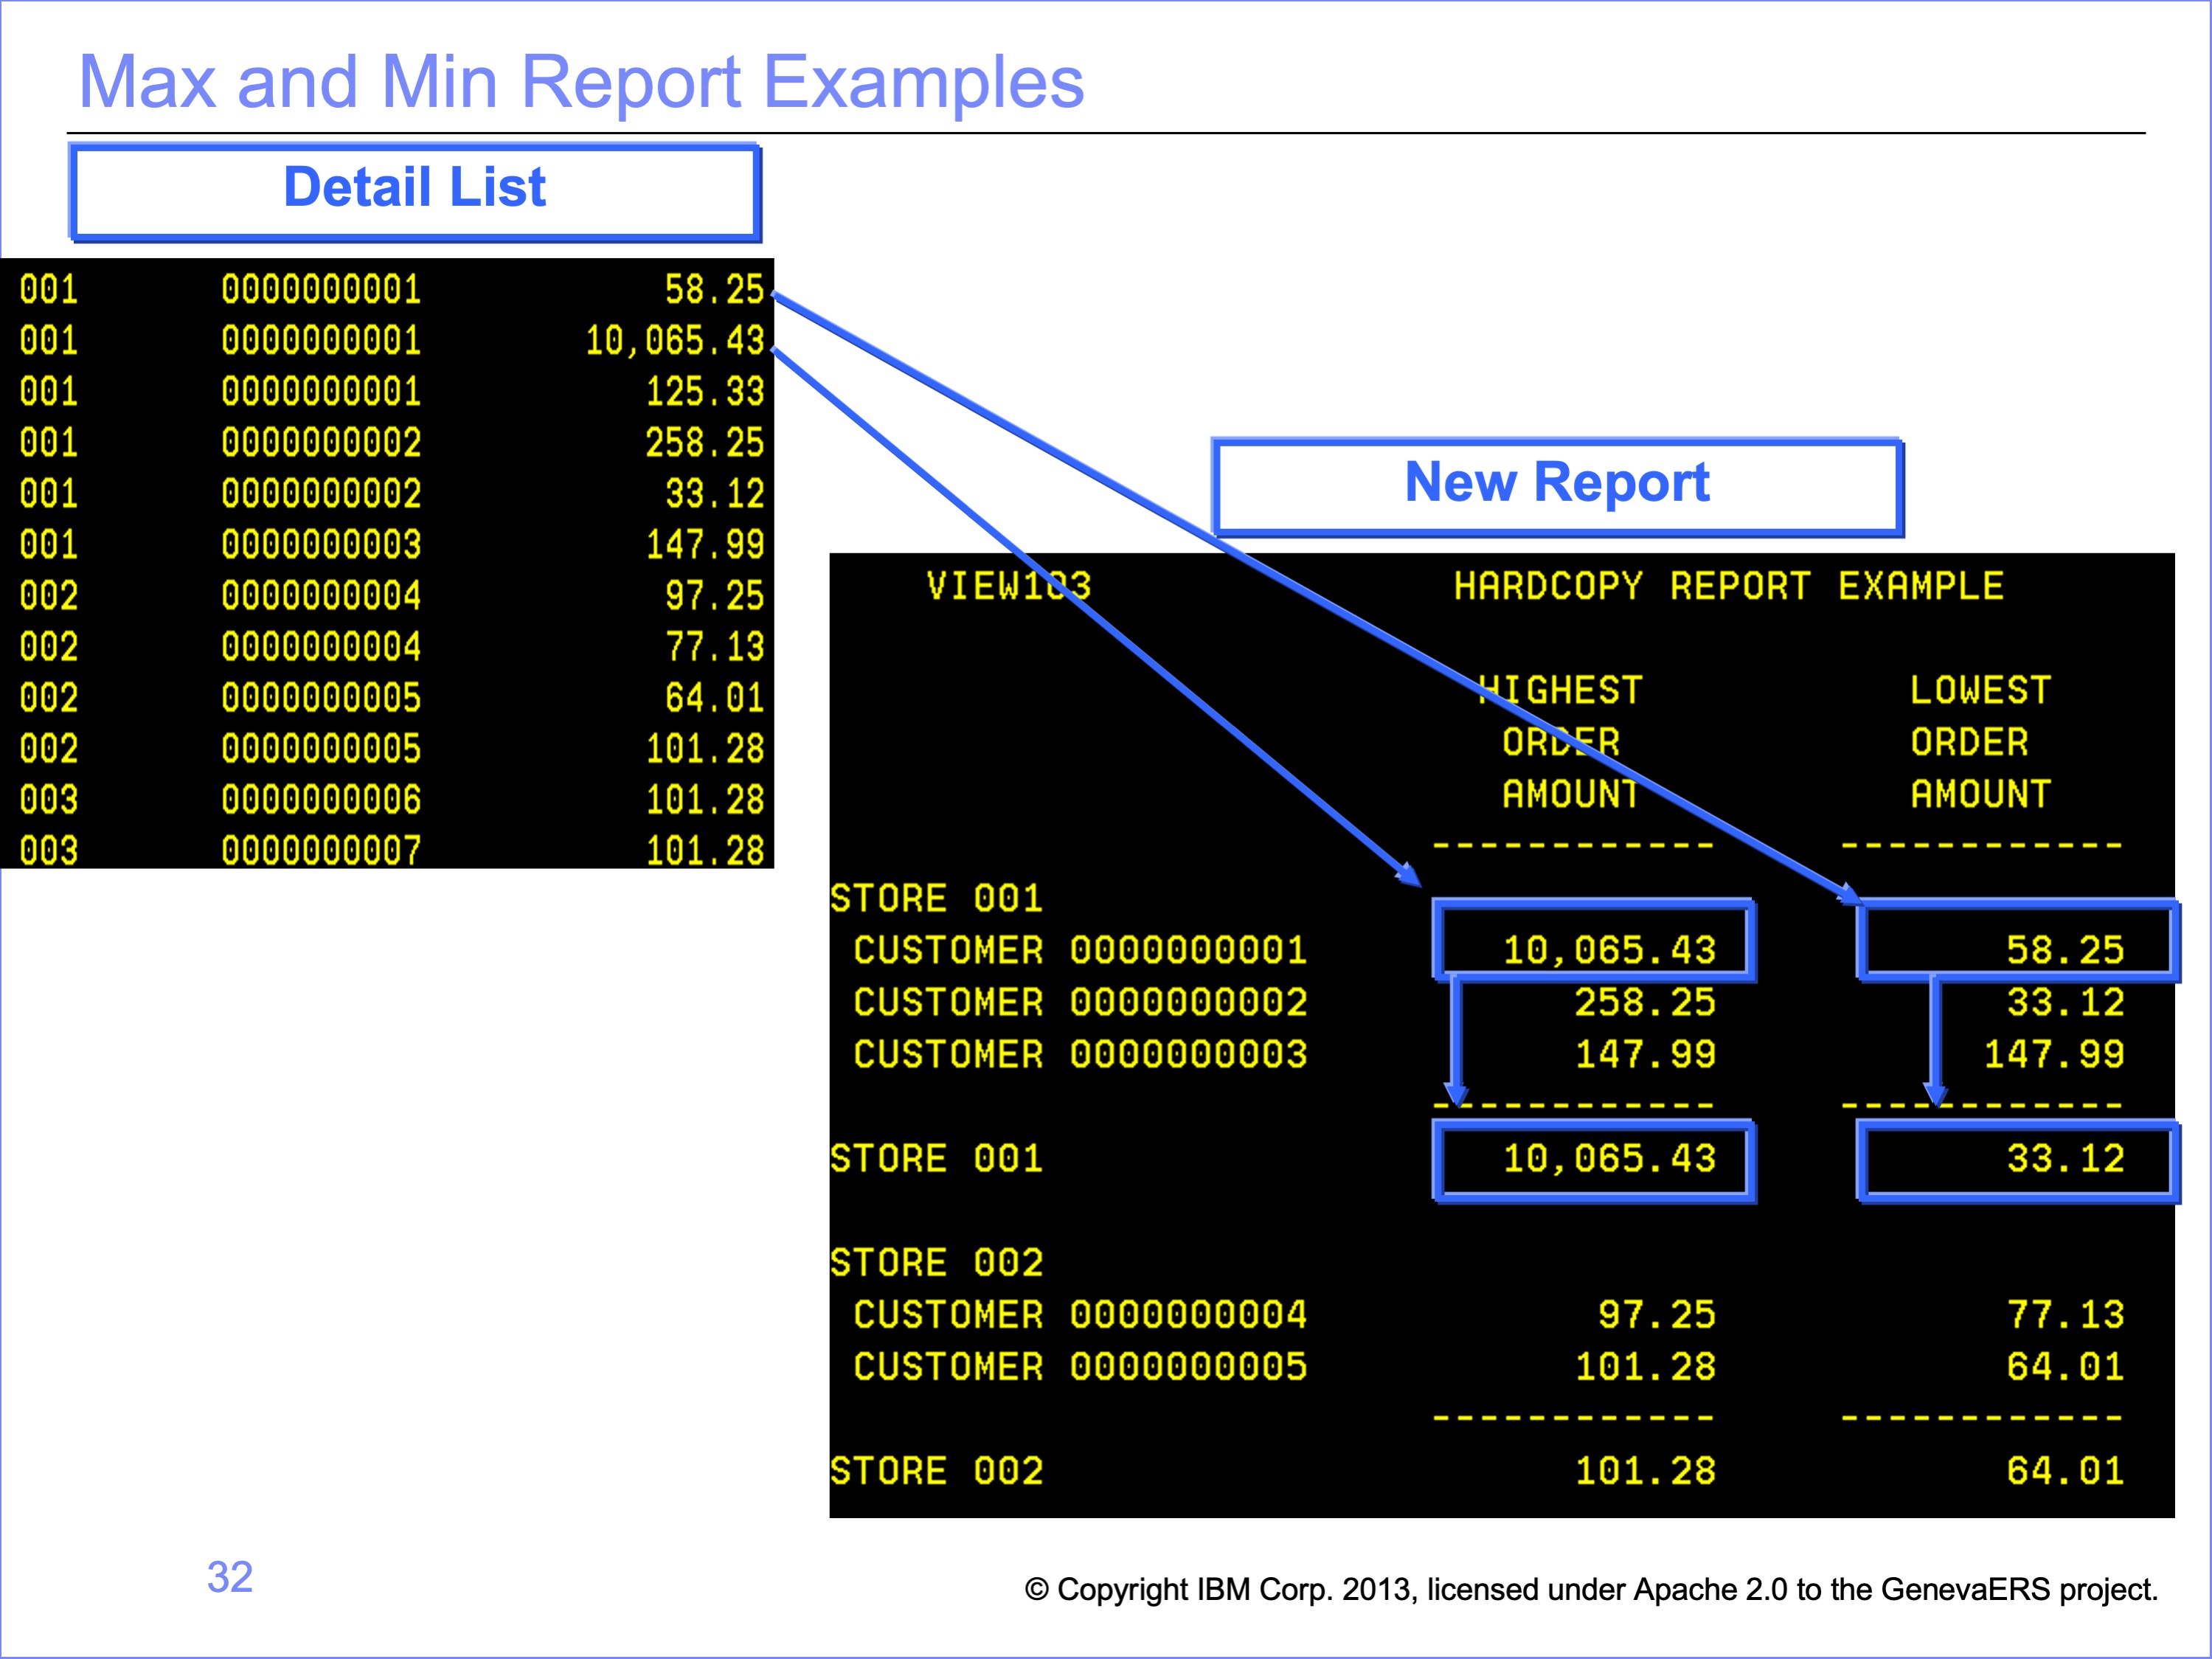 Max and Min Report Examples
Detail List
001 0000000001 58.25
001 0000000001 10,065.43
001 0000000001 125.33
001 0000000002 258.25
001 0000000002 33.12
001 0000000003 147.99
002 0000000004 97.25
002 0000000004 77.13
002 0000000005 64.01
002 0000000005 101.28
003 0000000006 101.28
003 0000000007 101.28
New Report
VIEW103 HARDCOPY REPORT EXAMPLE
HIGHEST LOWEST
ORDER ORDER
AMOUNT AMOUNT
------------ ------------
STORE 001
CUSTOMER 0000000001 10,065.43 58.25
CUSTOMER 0000000002 258.25 33.12
CUSTOMER 0000000003 147.99 147.99
------------ ------------
STORE 001 10,065.43 33.12
STORE 002
CUSTOMER 0000000004 97.25 77.13
CUSTOMER 0000000005 101.28 64.01
------------ ------------
STORE 002 101.28 64.01
32
© Copyright IBM Corp. 2013, licensed under Apache 2.0 to the GenevaERS project.